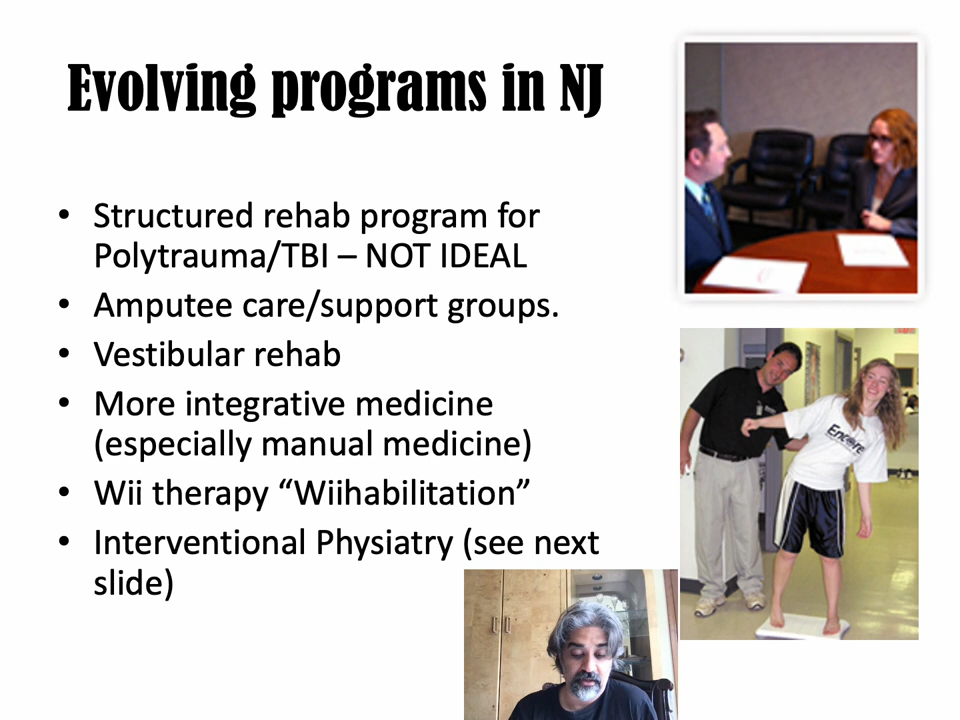 Evolving programs in NJ
• Structured rehab program for
Polytrauma/TBI – NOT IDEAL
• Amputee care/support groups.
• Vestibular rehab
• More integrative medicine
(especially manual medicine)
• Wii therapy “Wiihabilitation”
• Interventional Physiatry (see next
slide)
Encore